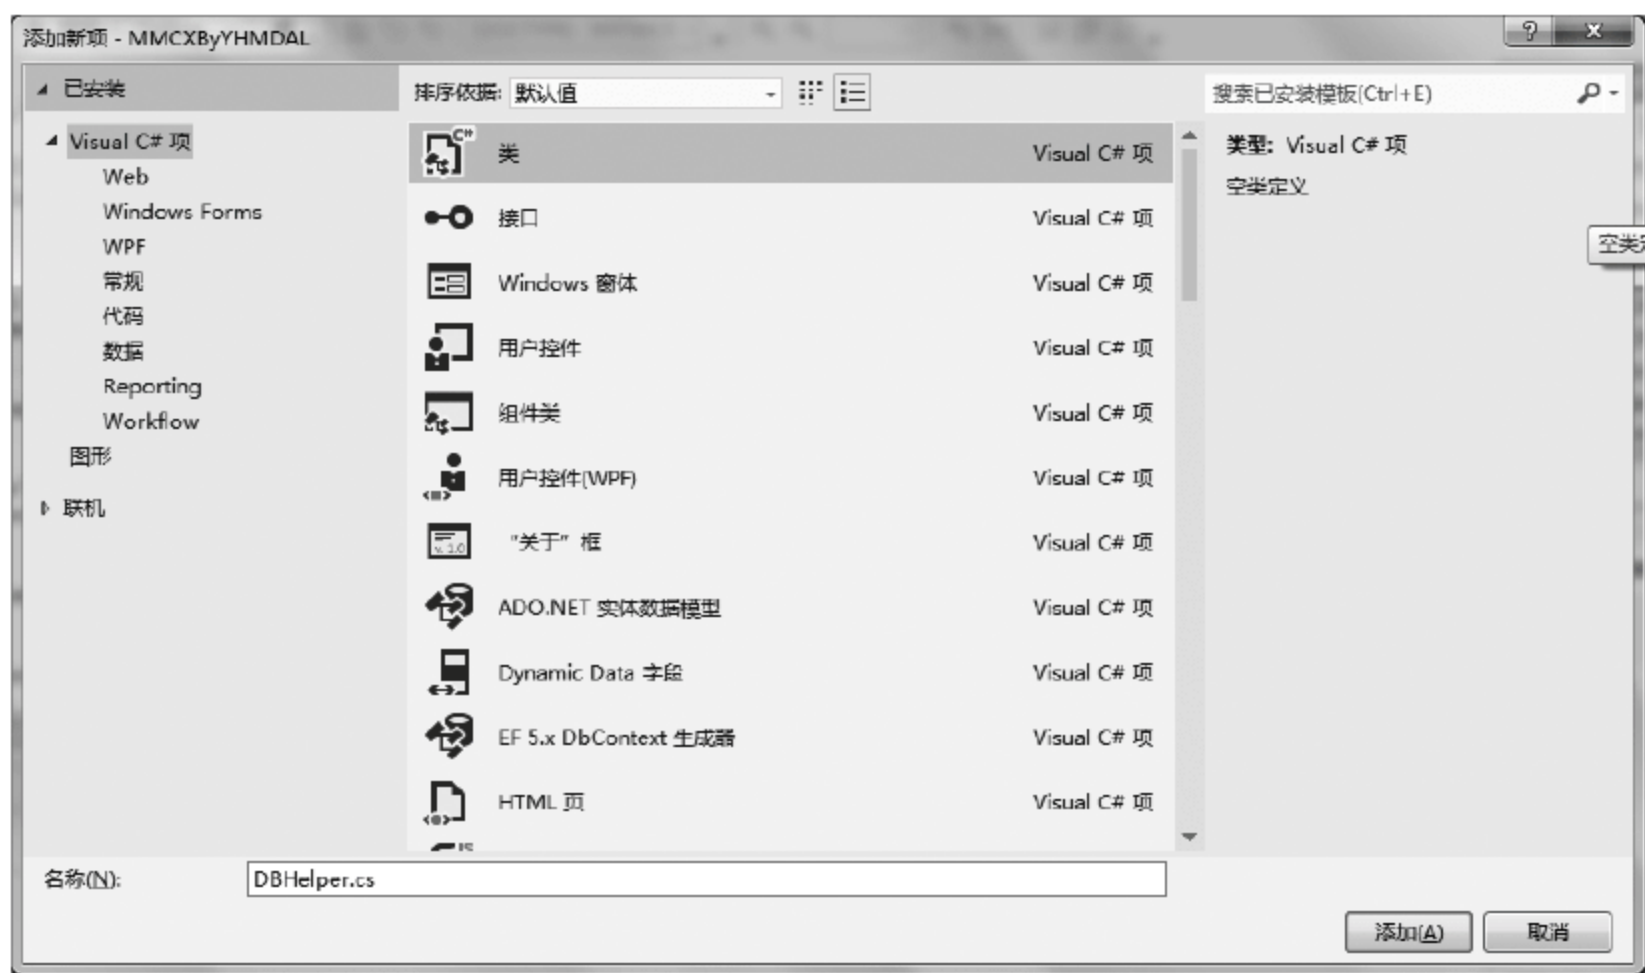 添加新项 - MMCXByYHMDAL
已安装
排序依据: 默认值
搜索已安装模板(Ctrl+E)
Visual C# 项
Web
Windows Forms
WPF
常规
代码
数据
Reporting
Workflow
图形
联机
类 Visual C# 项
接口 Visual C# 项
Windows 窗体 Visual C# 项
用户控件 Visual C# 项
组件类 Visual C# 项
用户控件(WPF) Visual C# 项
“关于” 框 Visual C# 项
ADO.NET 实体数据模型 Visual C# 项
Dynamic Data 字段 Visual C# 项
EF 5.x DbContext 生成器 Visual C# 项
HTML 页 Visual C# 项
类型: Visual C# 项
空类定义
空类
名称(N): DBHelper.cs
添加(A) 取消